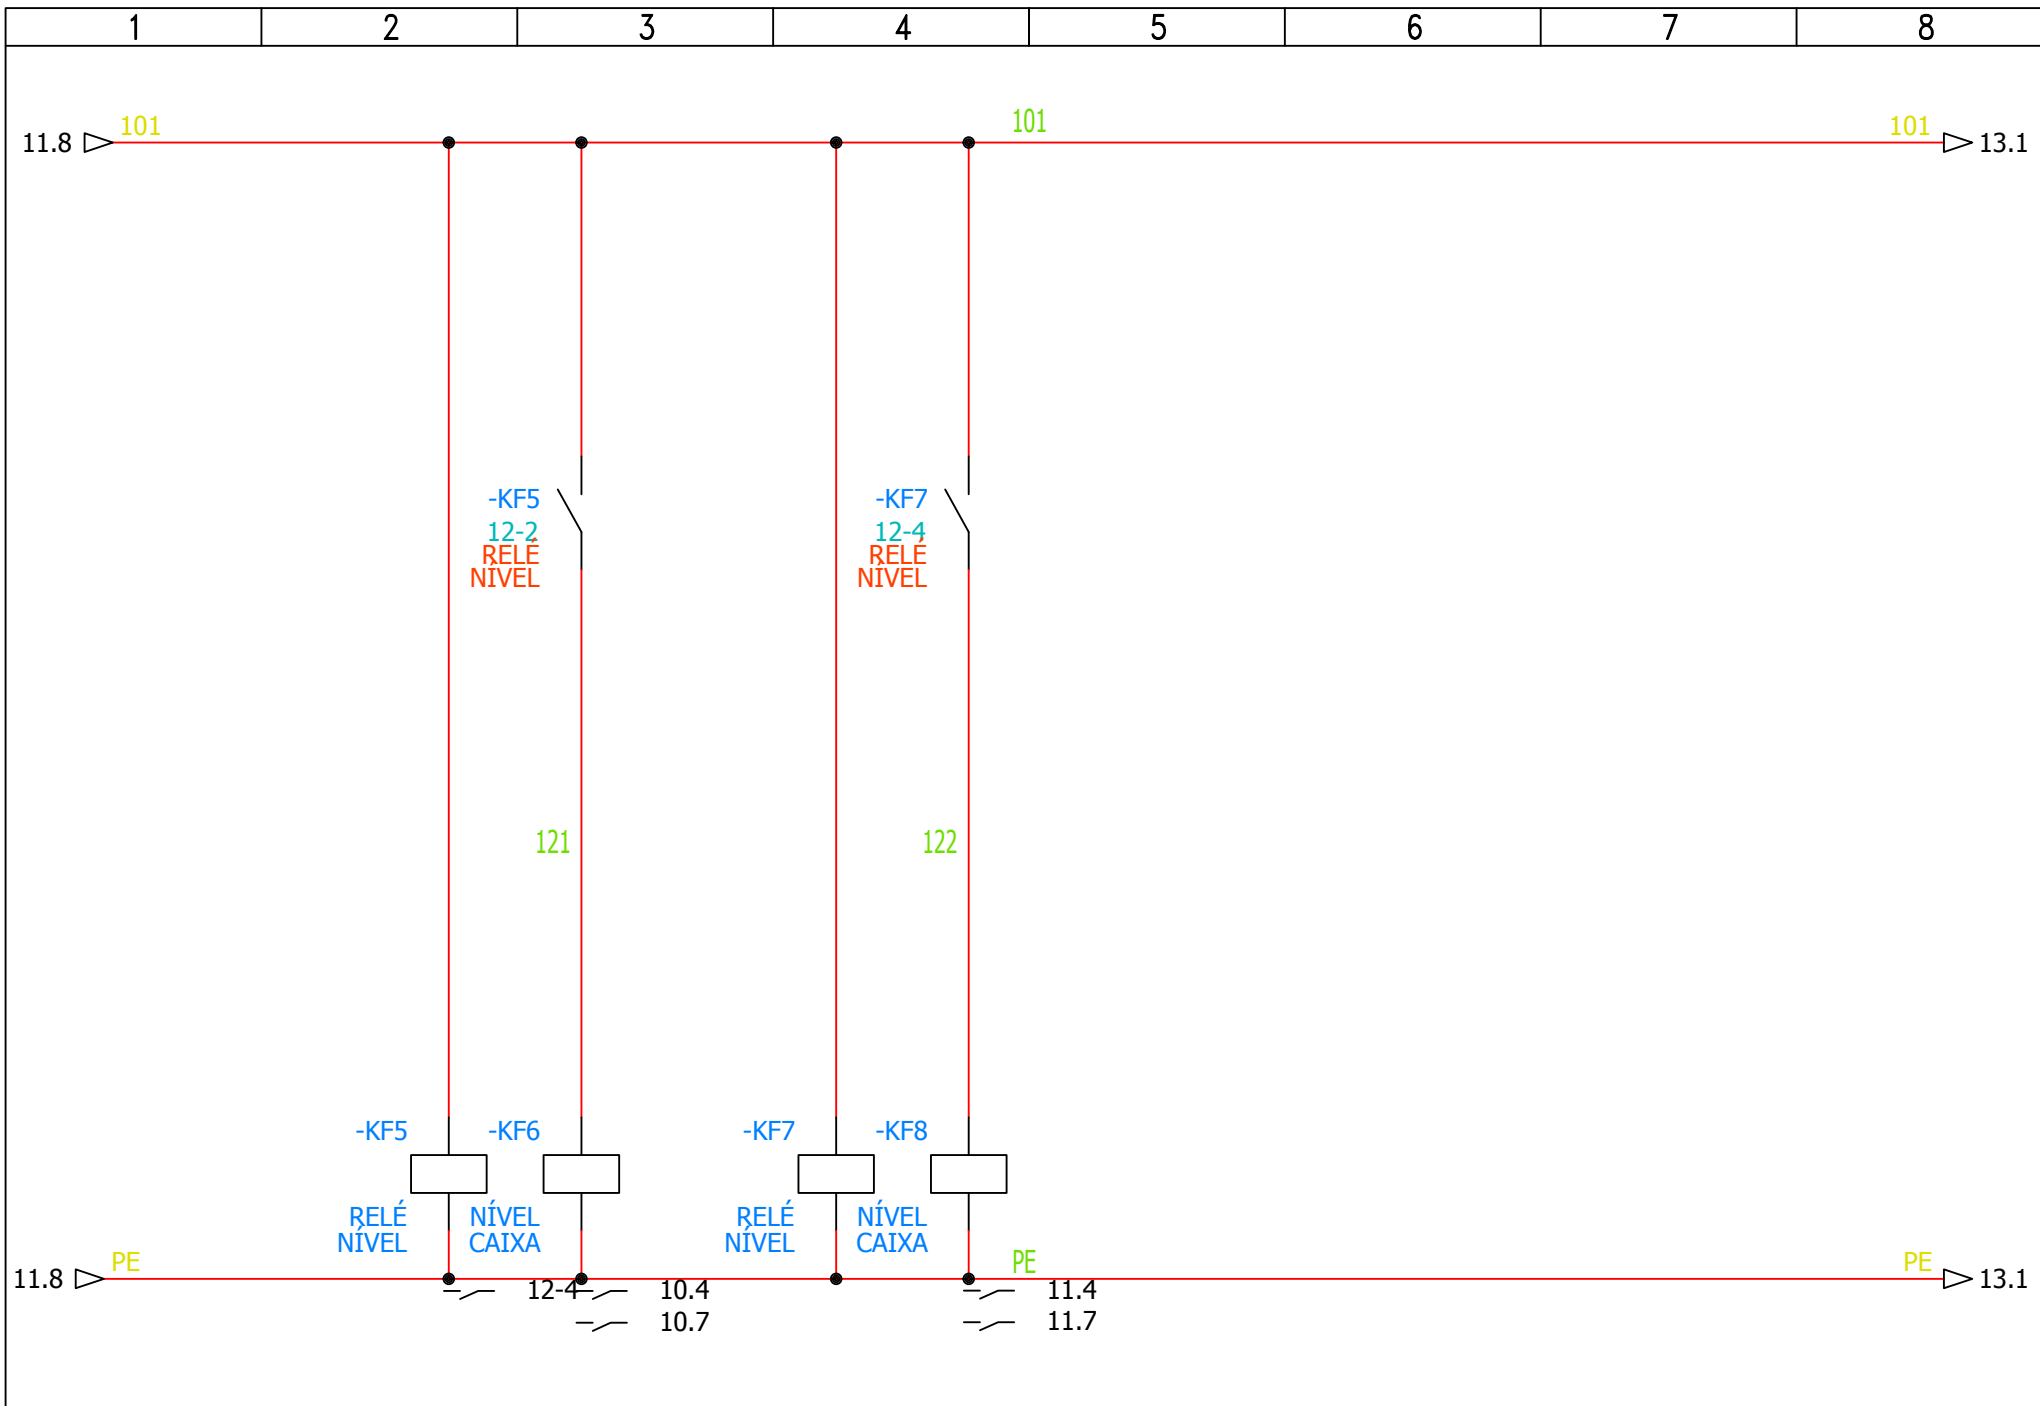 1 2 3 4 5 6 7 8
101 101 101
11.8 13.1
-KF5 -KF7
12-2 12-4
RELÉ RELÉ
NÍVEL NÍVEL
121 122
-KF5 -KF6 -KF7 -KF8
RELÉ NÍVEL RELÉ NÍVEL
NÍVEL CAIXA NÍVEL CAIXA
PE PE PE
11.8 13.1
12-4 10.4 11.4
10.7 11.7